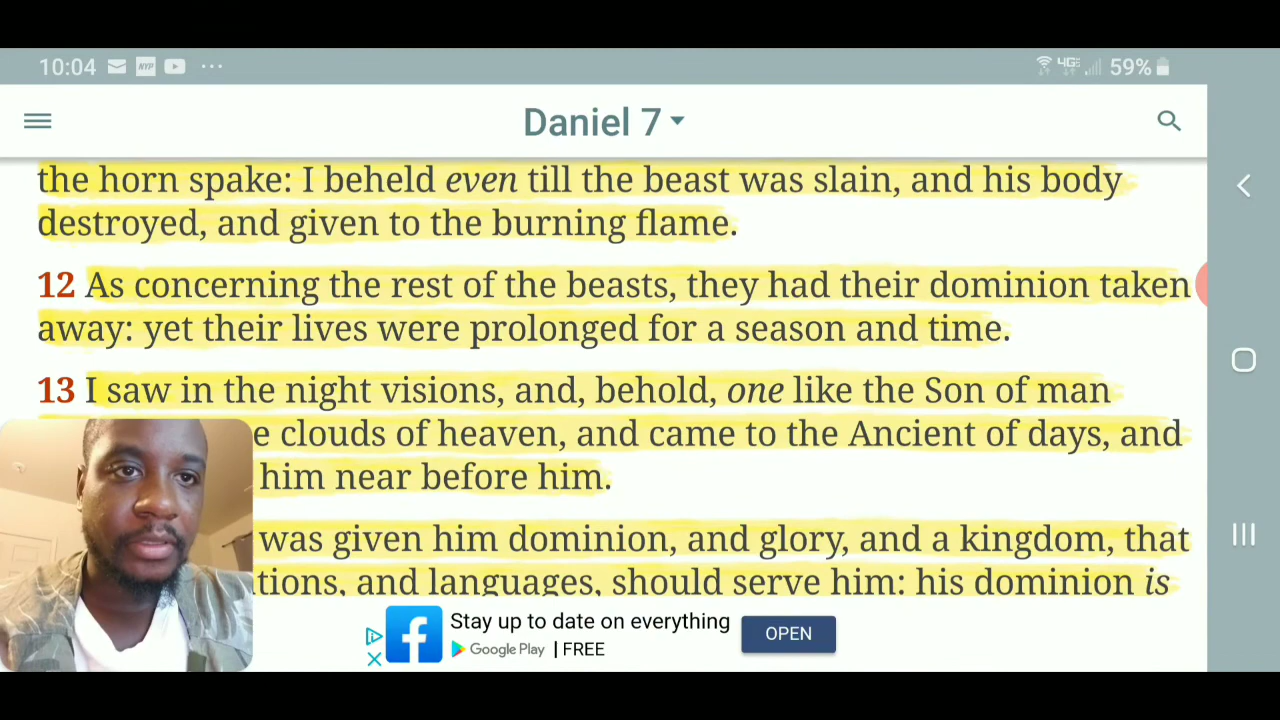 10:04 NYP ... 4GE 59%
Daniel 7
the horn spake: I beheld even till the beast was slain, and his body
destroyed, and given to the burning flame.
12 As concerning the rest of the beasts, they had their dominion taken
away: yet their lives were prolonged for a season and time.
13 I saw in the night visions, and, behold, one like the Son of man
e clouds of heaven, and came to the Ancient of days, and
him near before him.
was given him dominion, and glory, and a kingdom, that
tions, and languages, should serve him: his dominion is
Stay up to date on everything
Google Play | FREE
OPEN